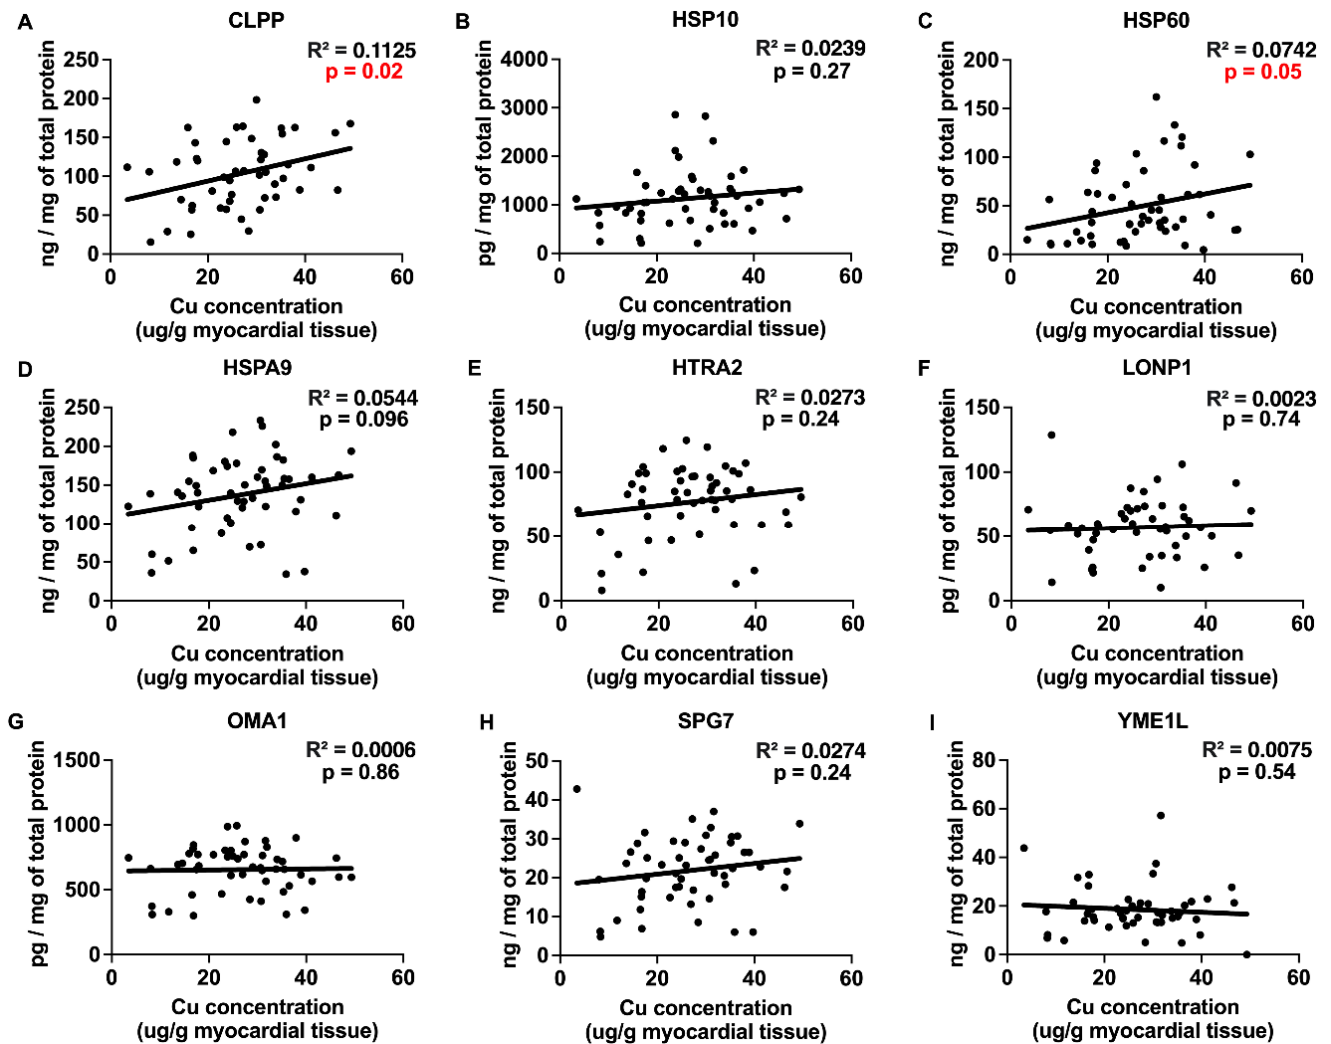 A
CLPP
R² = 0.1125
p = 0.02
ng / mg of total protein
250
200
150
100
50
0
0 20 40 60
Cu concentration
(ug/g myocardial tissue)
B
HSP10
R² = 0.0239
p = 0.27
pg / mg of total protein
4000
3000
2000
1000
0
0 20 40 60
Cu concentration
(ug/g myocardial tissue)
C
HSP60
R² = 0.0742
p = 0.05
ng / mg of total protein
200
150
100
50
0
0 20 40 60
Cu concentration
(ug/g myocardial tissue)
D
HSPA9
R² = 0.0544
p = 0.096
ng / mg of total protein
250
200
150
100
50
0
0 20 40 60
Cu concentration
(ug/g myocardial tissue)
E
HTRA2
R² = 0.0273
p = 0.24
ng / mg of total protein
150
100
50
0
0 20 40 60
Cu concentration
(ug/g myocardial tissue)
F
LONP1
R² = 0.0023
p = 0.74
pg / mg of total protein
150
100
50
0
0 20 40 60
Cu concentration
(ug/g myocardial tissue)
G
OMA1
R² = 0.0006
p = 0.86
pg / mg of total protein
1500
1000
500
0
0 20 40 60
Cu concentration
(ug/g myocardial tissue)
H
SPG7
R² = 0.0274
p = 0.24
ng / mg of total protein
50
40
30
20
10
0
0 20 40 60
Cu concentration
(ug/g myocardial tissue)
I
YME1L
R² = 0.0075
p = 0.54
ng / mg of total protein
80
60
40
20
0
0 20 40 60
Cu concentration
(ug/g myocardial tissue)